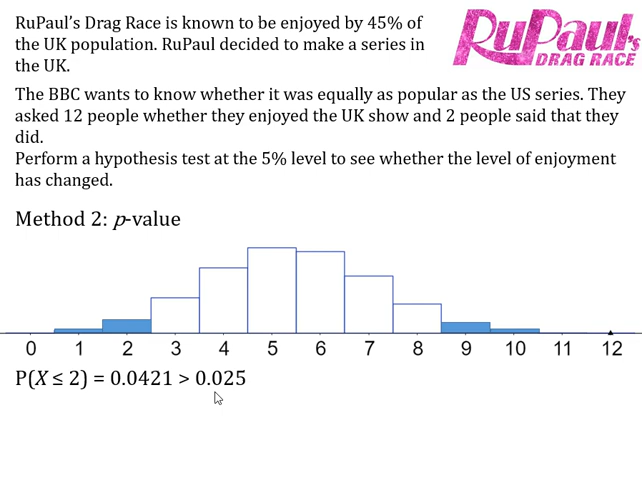 RuPaul's Drag Race is known to be enjoyed by 45% of
the UK population. RuPaul decided to make a series in
the UK.
RuPaul's
DRAG RACE
The BBC wants to know whether it was equally as popular as the US series. They
asked 12 people whether they enjoyed the UK show and 2 people said that they
did.
Perform a hypothesis test at the 5% level to see whether the level of enjoyment
has changed.
Method 2: p-value
0 1 2 3 4 5 6 7 8 9 10 11 12
P(X ≤ 2) = 0.0421 > 0.025